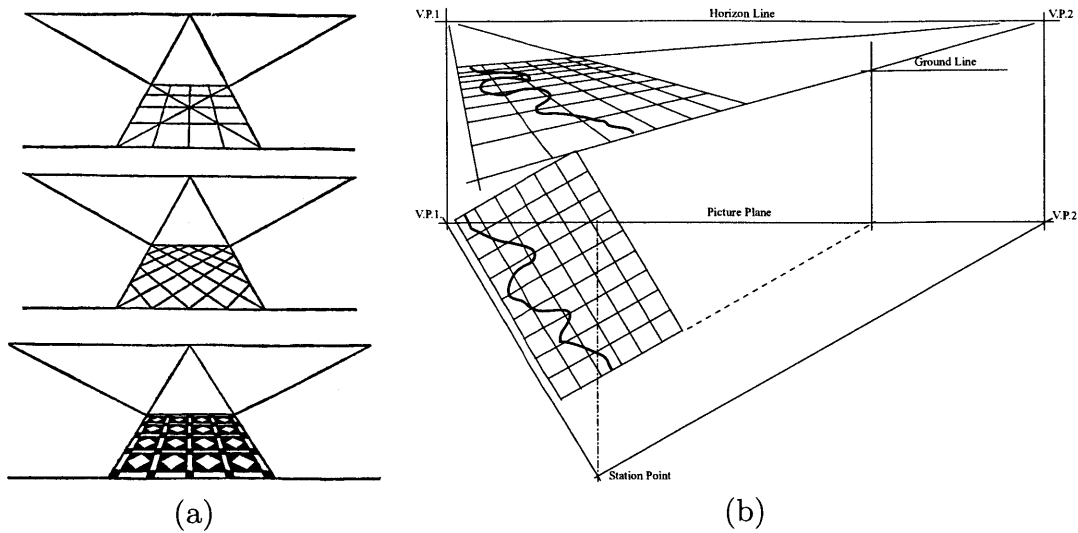 V.P.1
Horizon Line
V.P.2
Ground Line
V.P.1
Picture Plane
V.P.2
Station Point
(a)
(b)